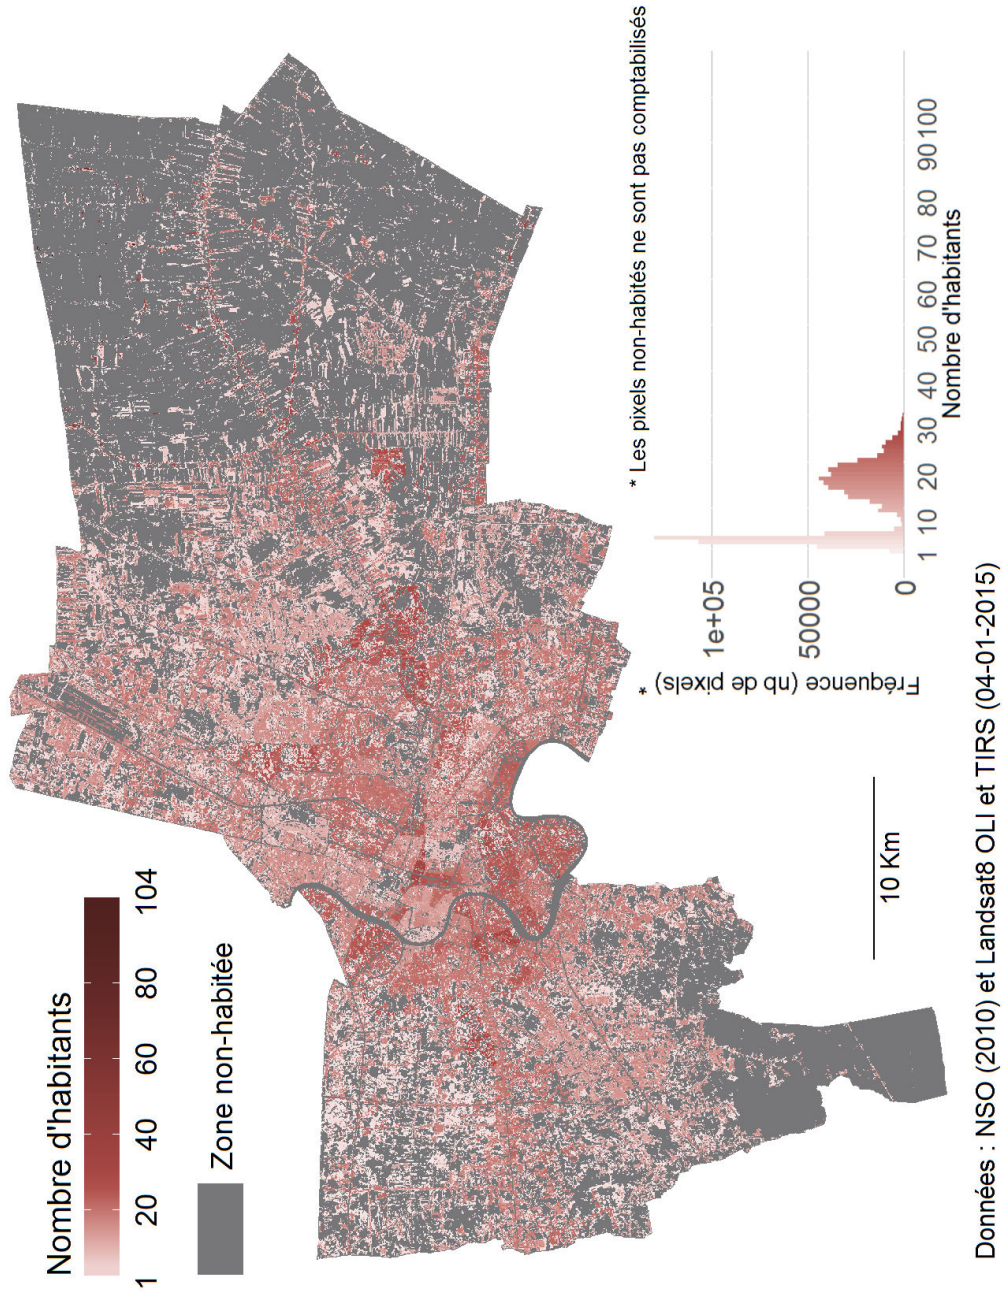 Nombre d'habitants
1 20 40 60 80 104
Zone non-habitée
* Les pixels non-habités ne sont pas comptabilisés
Fréquence (nb de pixels) *
1e+05
50000
0
1 10 20 30 40 50 60 70 80 90 100
Nombre d'habitants
10 Km
Données : NSO (2010) et Landsat8 OLI et TIRS (04-01-2015)